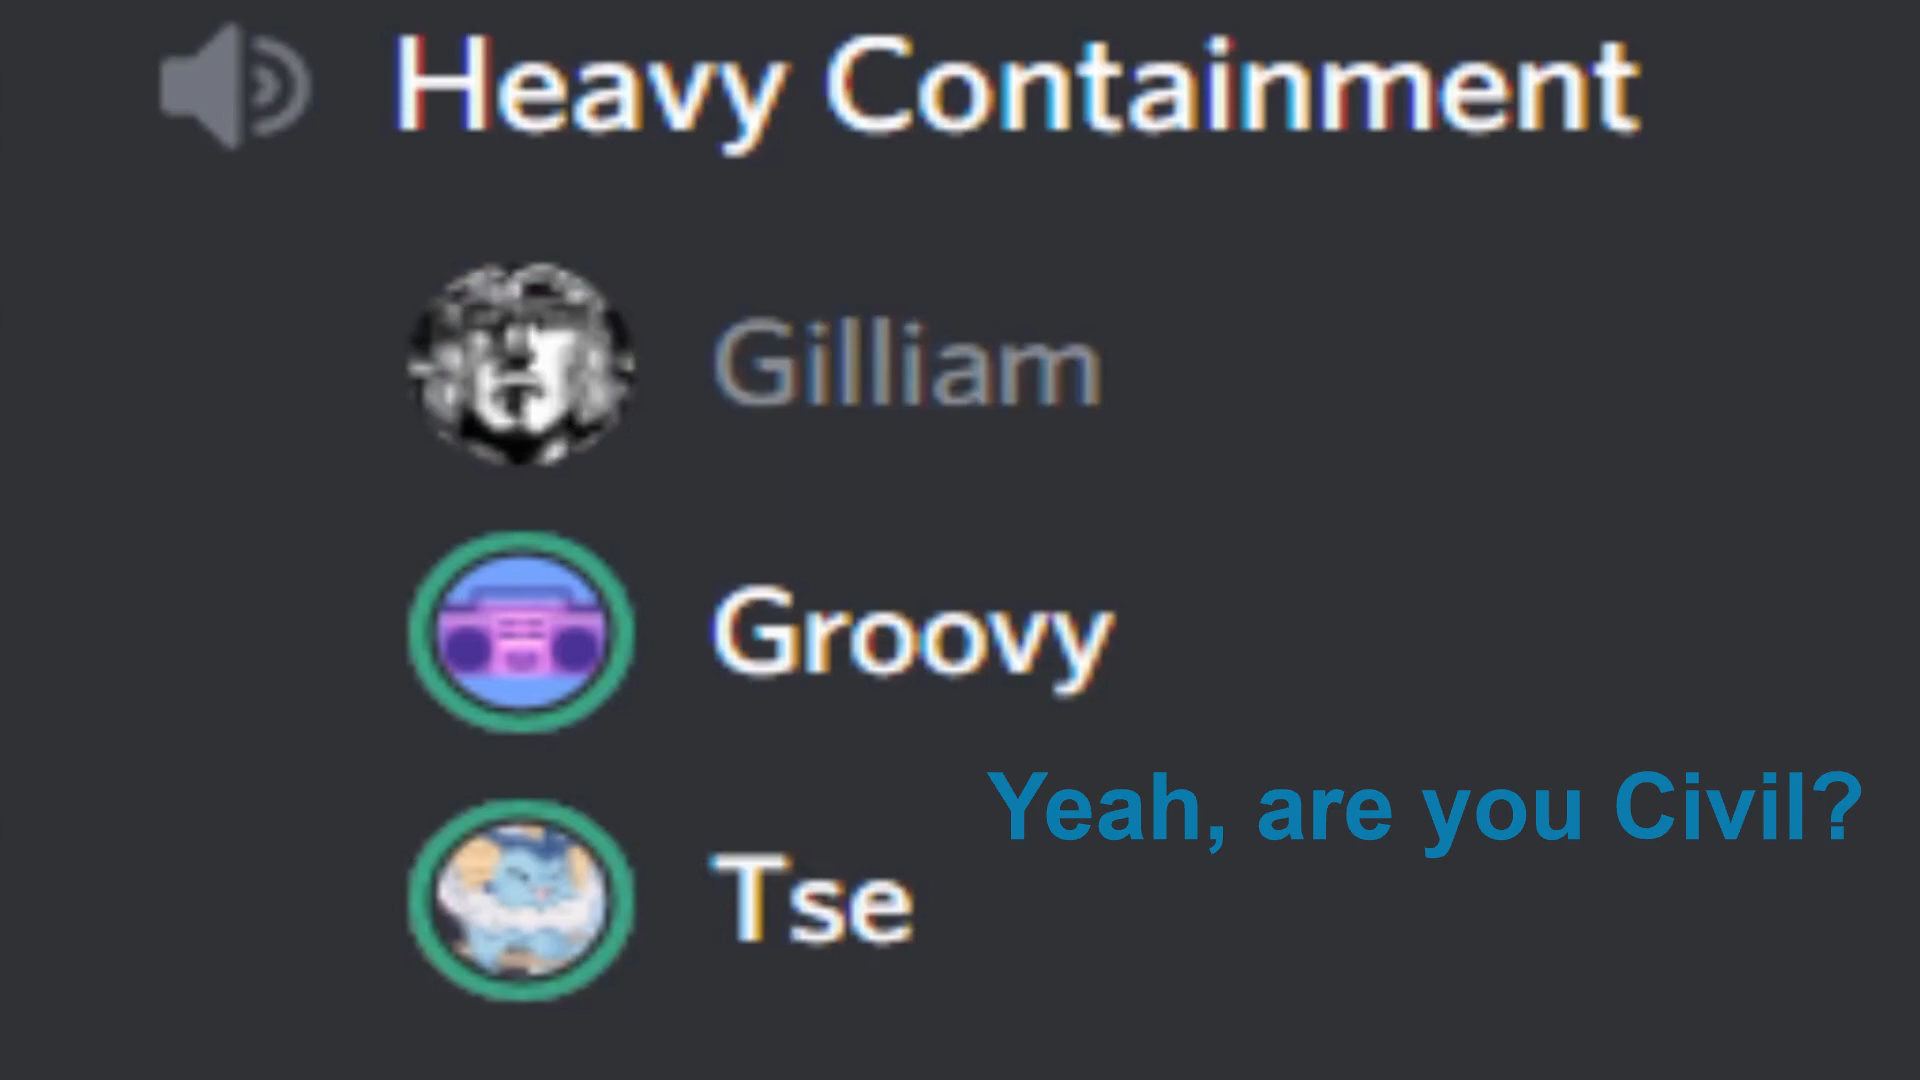 Heavy Containment
Gilliam
Groovy
Yeah, are you Civil?
Tse